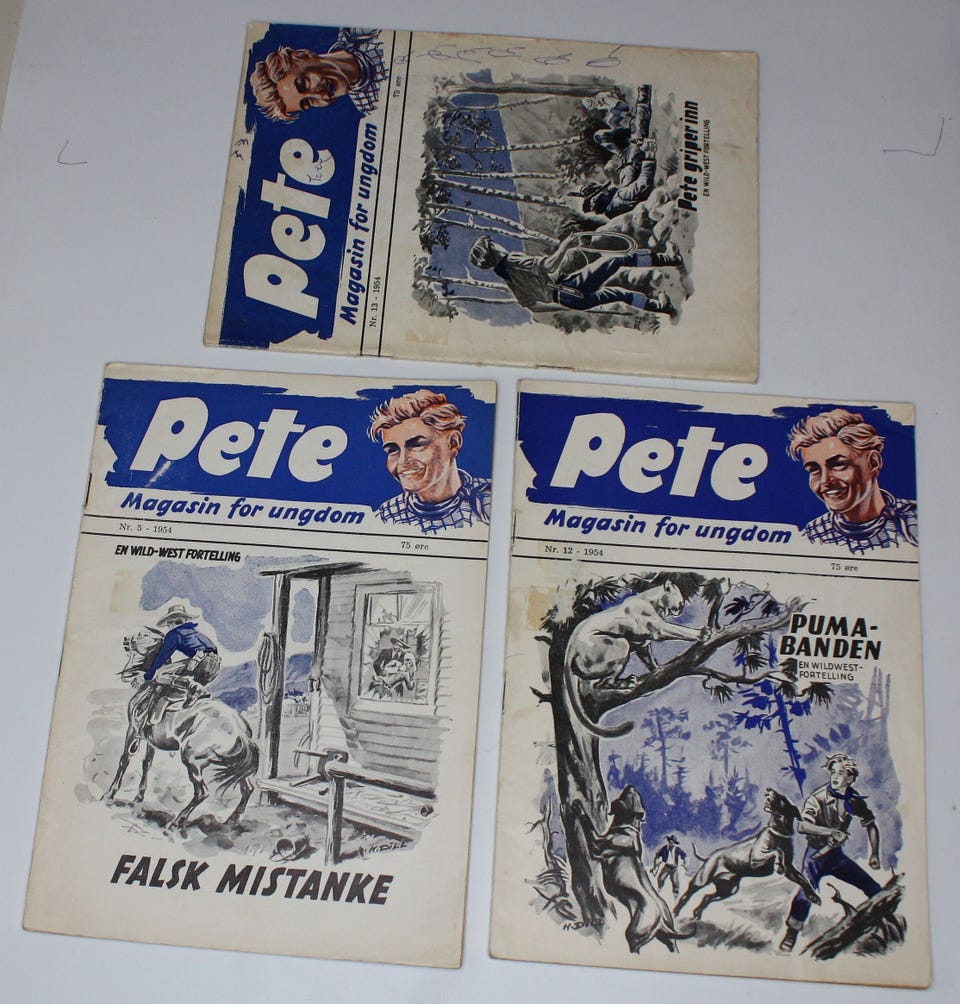 Pete
Magasin for ungdom
Nr. 13 - 1954
75 øre
Pete griper inn
EN WILD-WEST FORTELLING
Pete
Magasin for ungdom
Nr. 5 - 1954
75 øre
EN WILD-WEST FORTELLING
H. DILL
FALSK MISTANKE
Pete
Magasin for ungdom
Nr. 12 - 1954
75 øre
PUMA-
BANDEN
EN WILDWEST-
FORTELLING
H. DILL